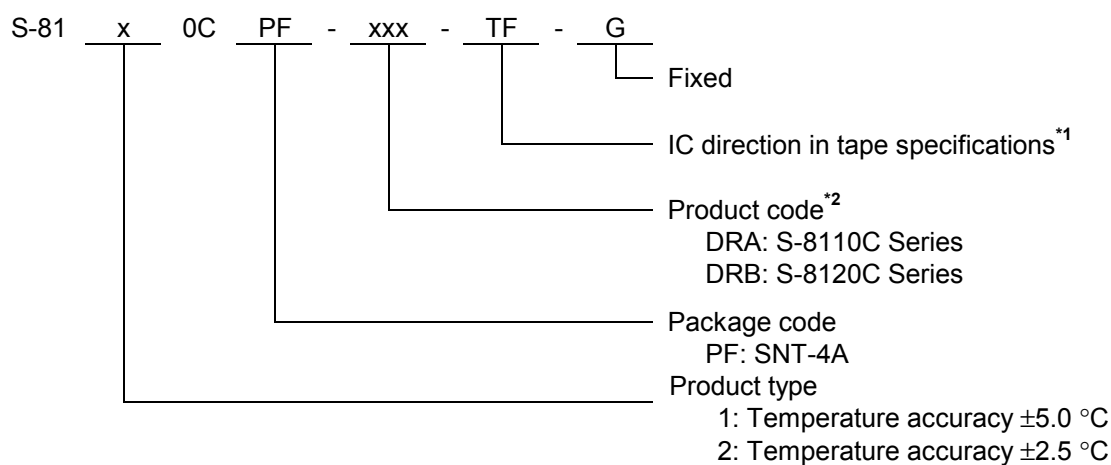 S-81 x 0C PF - xxx - TF - G
Fixed
IC direction in tape specifications*1
Product code*2
DRA: S-8110C Series
DRB: S-8120C Series
Package code
PF: SNT-4A
Product type
1: Temperature accuracy ±5.0 °C
2: Temperature accuracy ±2.5 °C